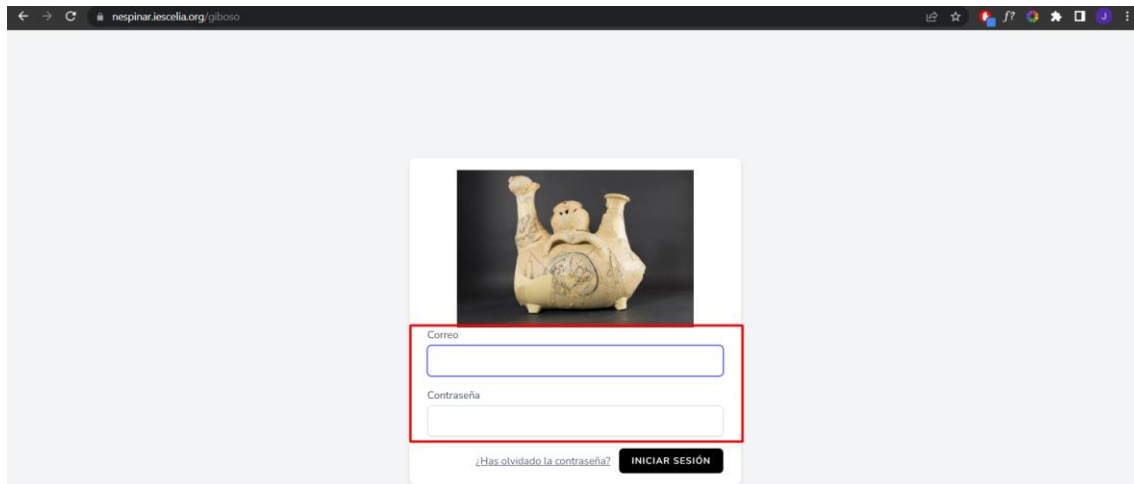 nespinar.iescelia.org/giboso
f?
J
Correo
Contraseña
¿Has olvidado la contraseña? INICIAR SESIÓN